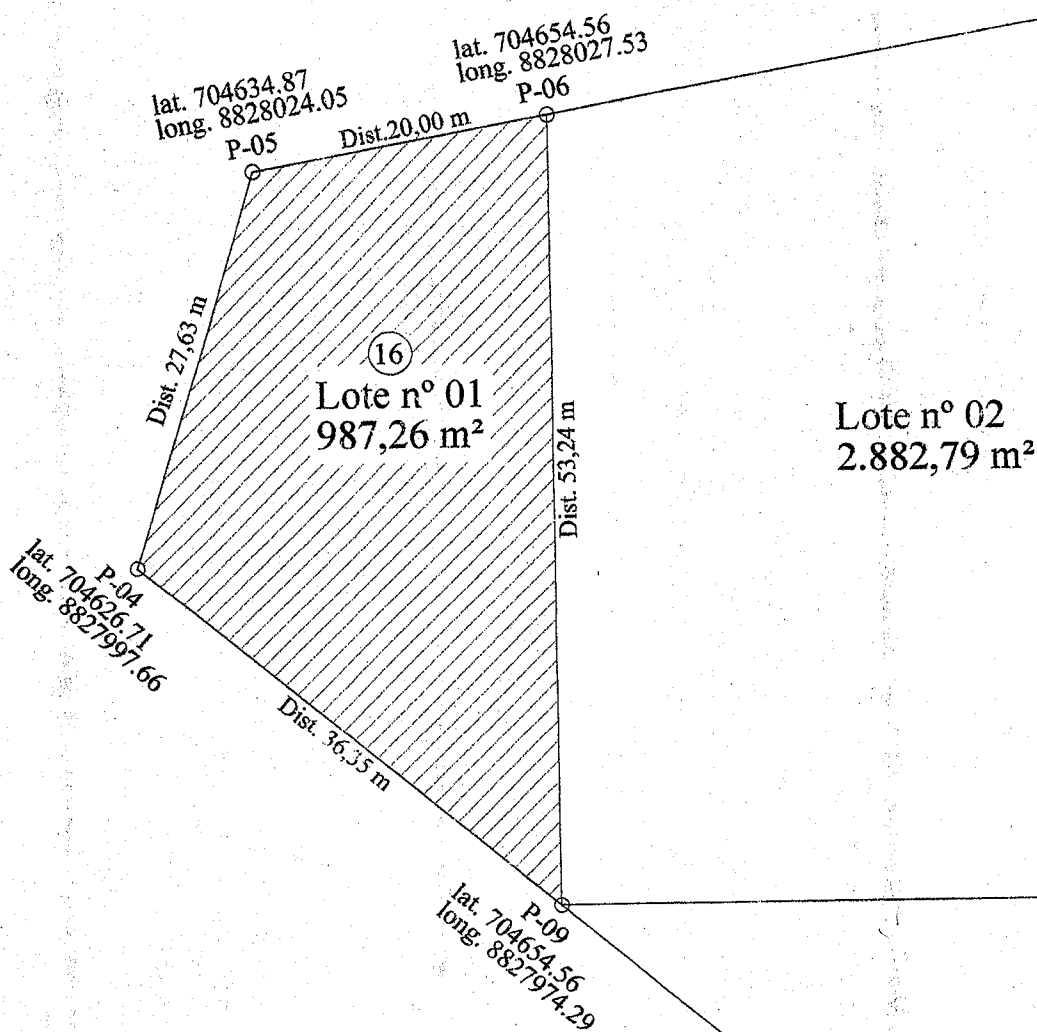 lat. 704654.56
long. 8828027.53
P-06
lat. 704634.87
long. 8828024.05
P-05
Dist.20,00 m
Dist. 27,63 m
16
Lote nº 01
987,26 m²
Dist. 53,24 m
Lote nº 02
2.882,79 m²
P-04
lat. 704626.71
long. 8827997.66
Dist. 36,35 m
P-09
lat. 704654.56
long. 8827974.29